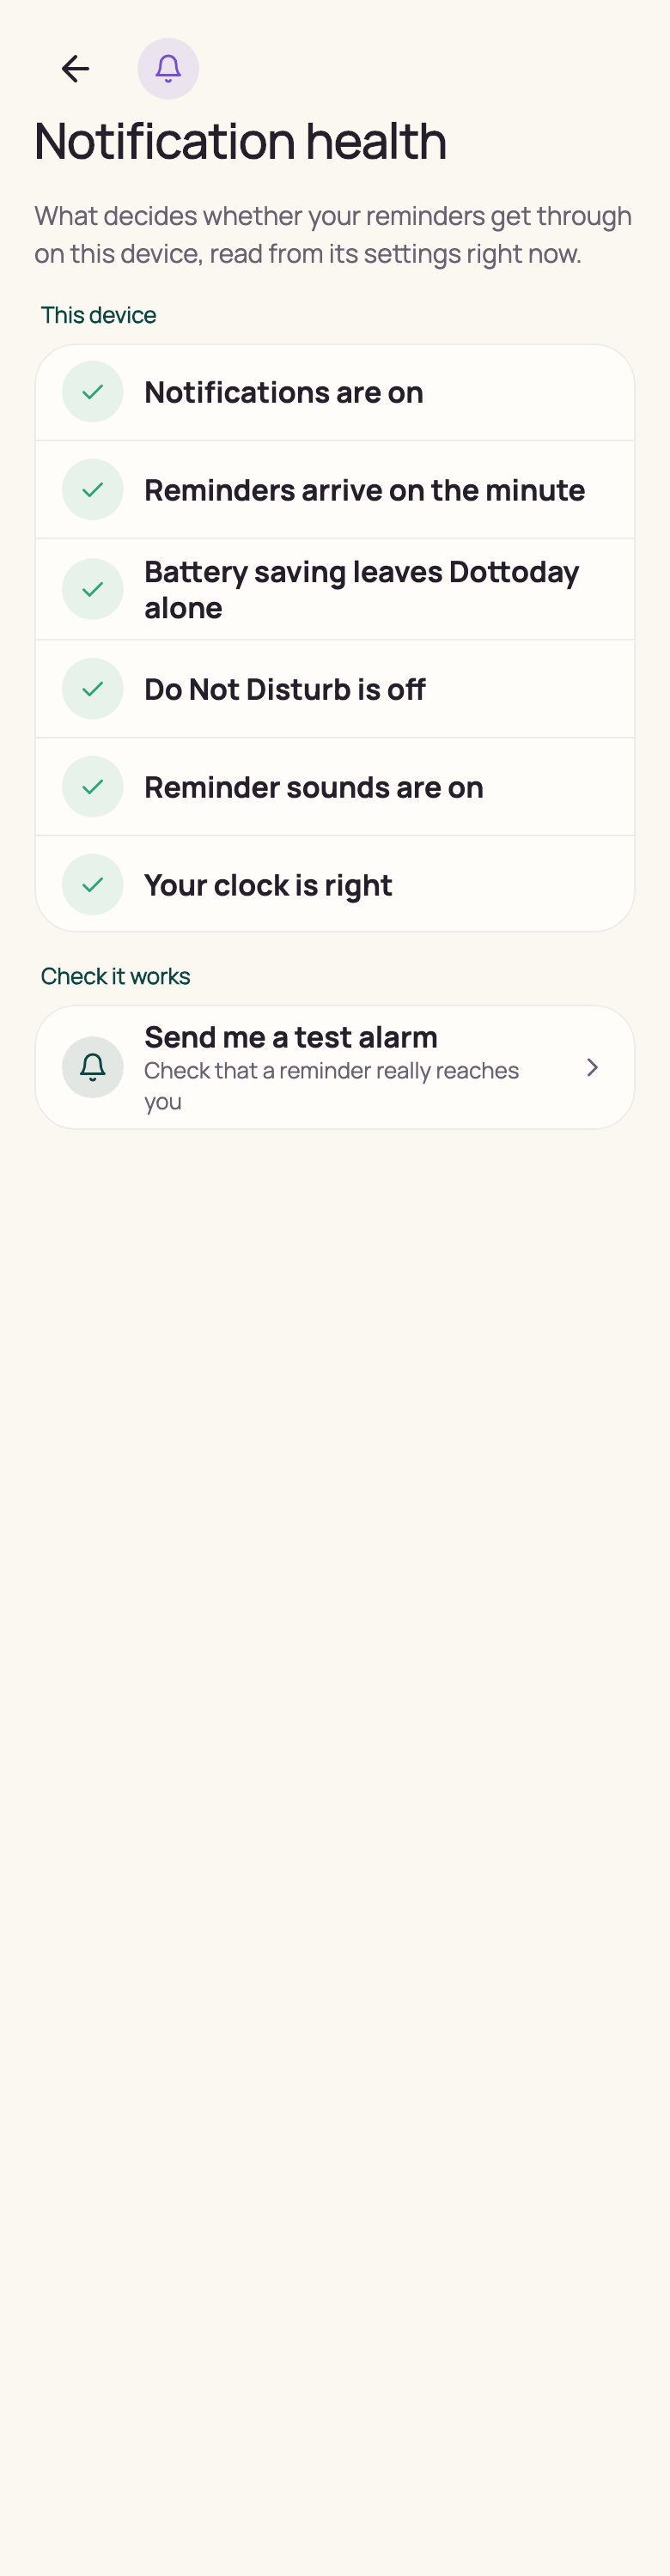 Notification health
What decides whether your reminders get through
on this device, read from its settings right now.
This device
Notifications are on
Reminders arrive on the minute
Battery saving leaves Dottoday
alone
Do Not Disturb is off
Reminder sounds are on
Your clock is right
Check it works
Send me a test alarm
Check that a reminder really reaches
you